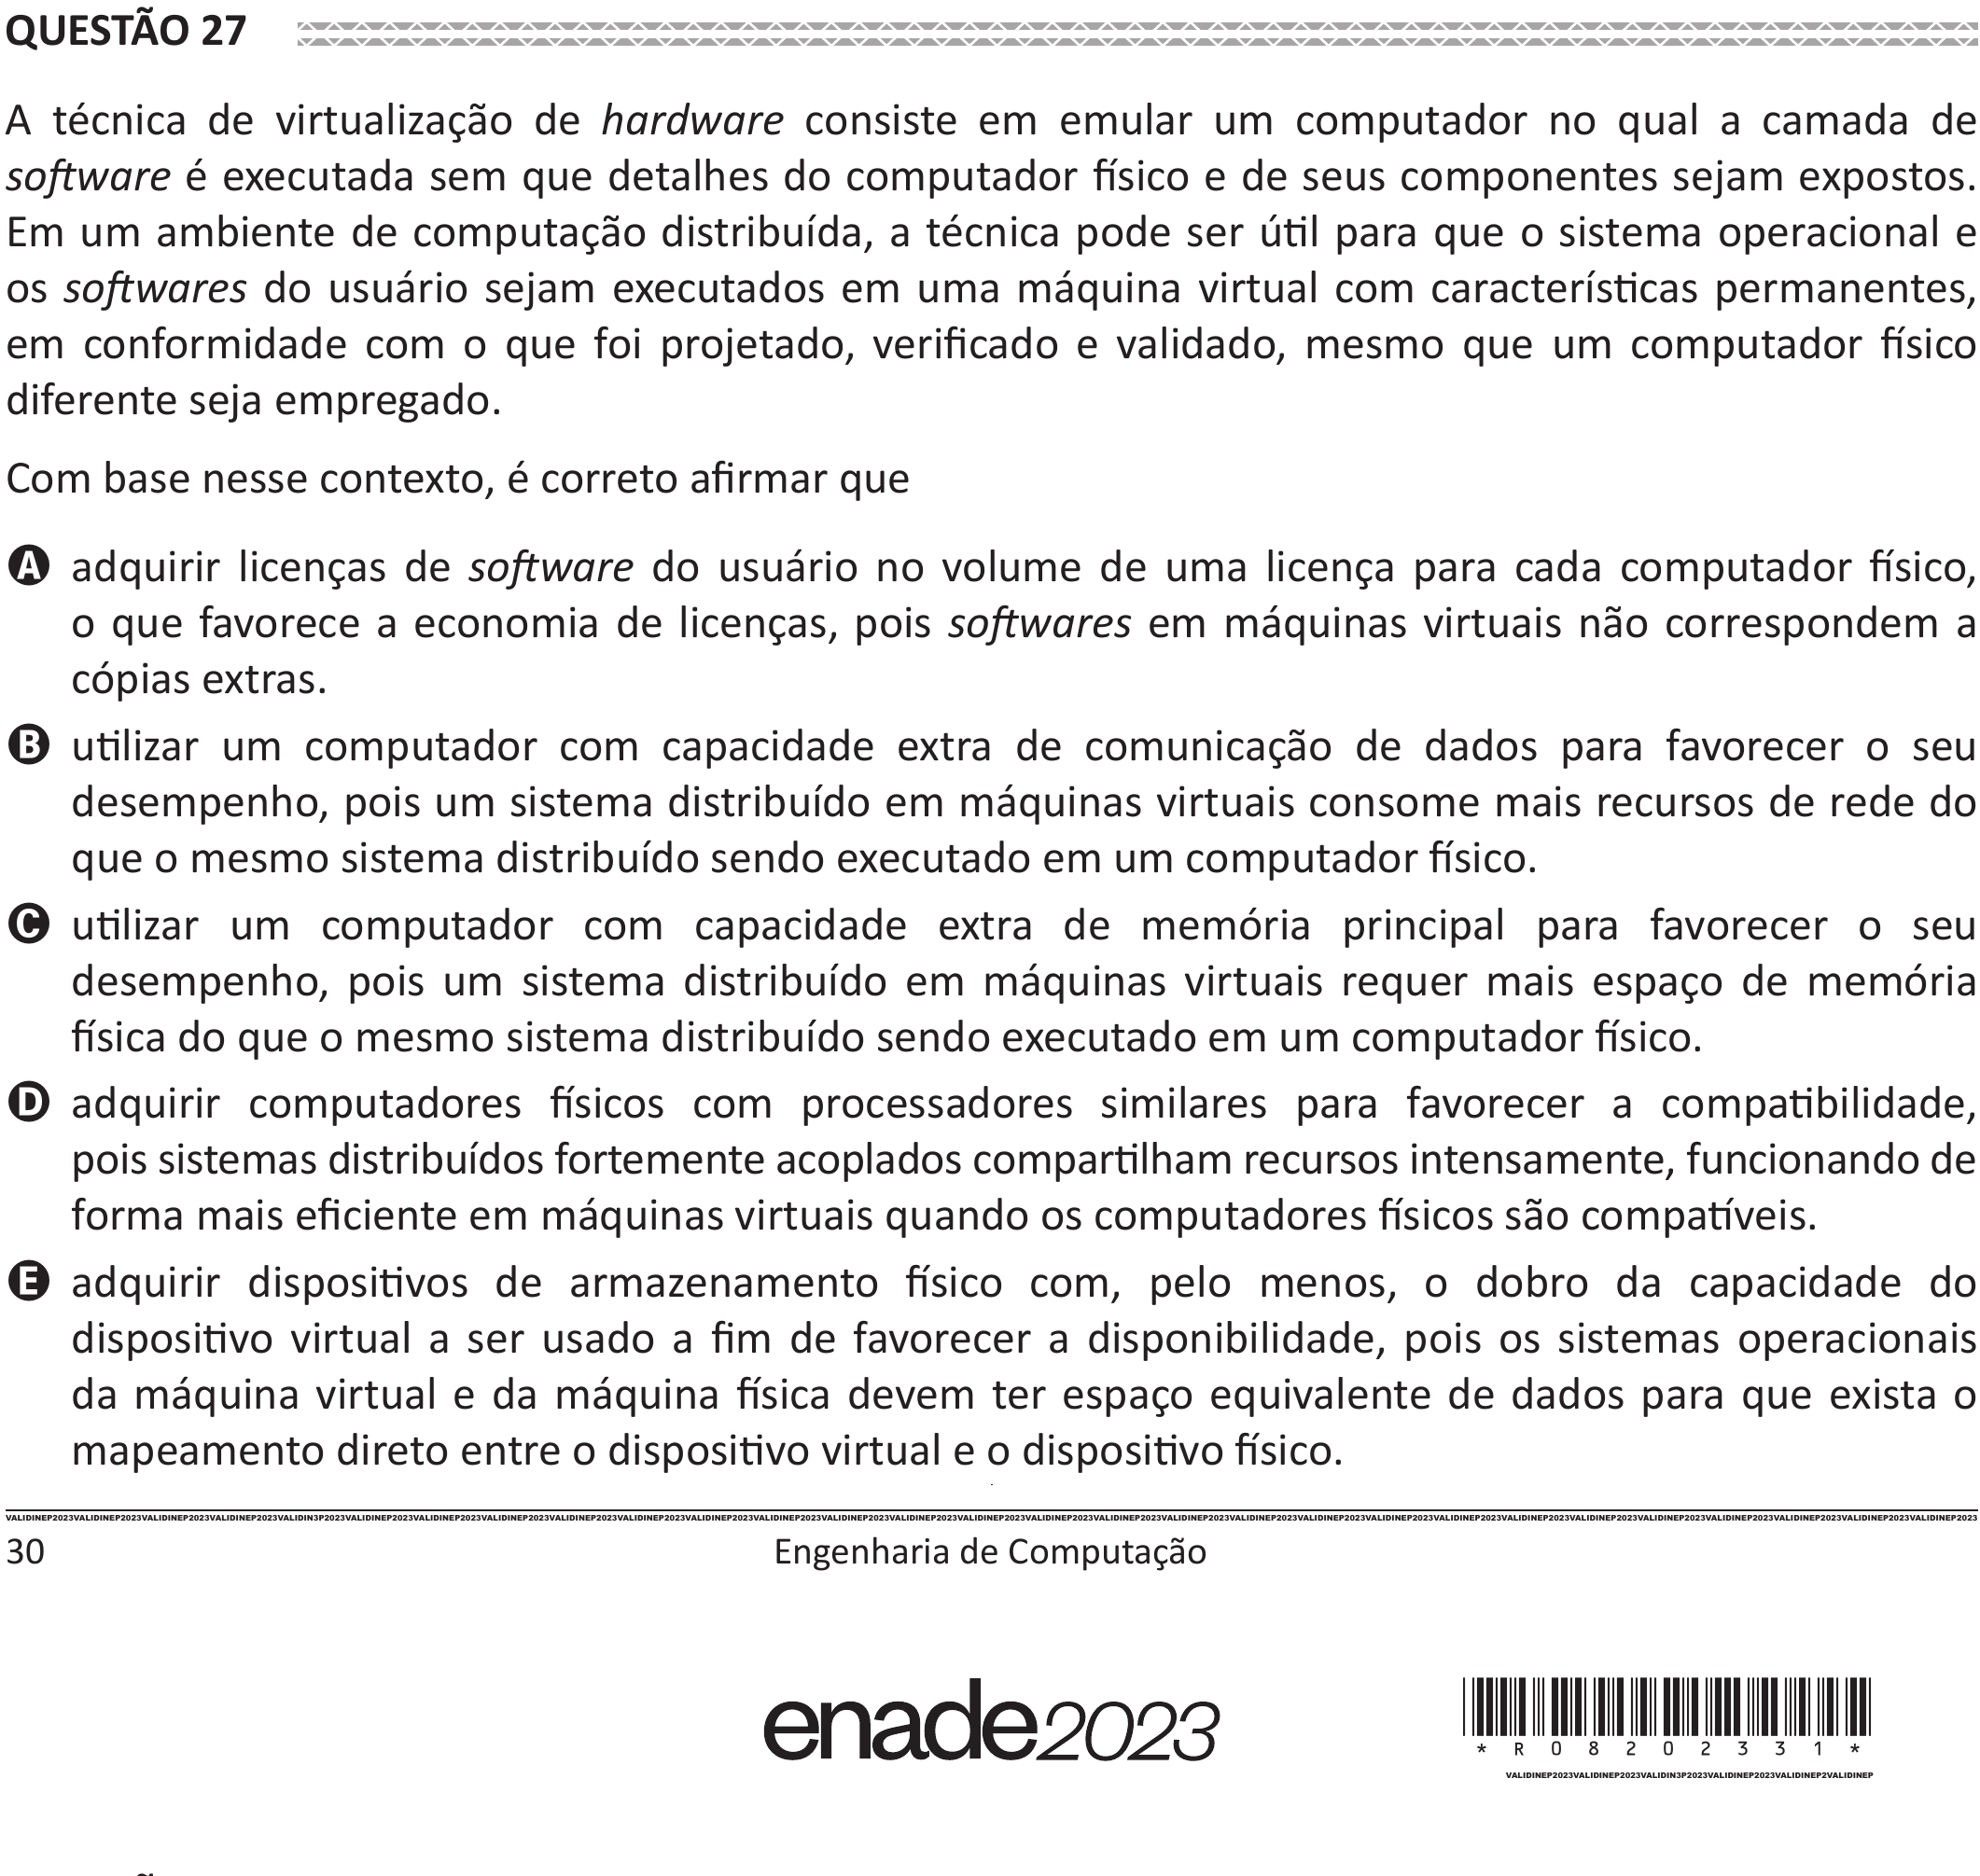 QUESTÃO 27
A técnica de virtualização de hardware consiste em emular um computador no qual a camada de
software é executada sem que detalhes do computador físico e de seus componentes sejam expostos.
Em um ambiente de computação distribuída, a técnica pode ser útil para que o sistema operacional e
os softwares do usuário sejam executados em uma máquina virtual com características permanentes,
em conformidade com o que foi projetado, verificado e validado, mesmo que um computador físico
diferente seja empregado.
Com base nesse contexto, é correto afirmar que
A adquirir licenças de software do usuário no volume de uma licença para cada computador físico,
o que favorece a economia de licenças, pois softwares em máquinas virtuais não correspondem a
cópias extras.
B utilizar um computador com capacidade extra de comunicação de dados para favorecer o seu
desempenho, pois um sistema distribuído em máquinas virtuais consome mais recursos de rede do
que o mesmo sistema distribuído sendo executado em um computador físico.
C utilizar um computador com capacidade extra de memória principal para favorecer o seu
desempenho, pois um sistema distribuído em máquinas virtuais requer mais espaço de memória
física do que o mesmo sistema distribuído sendo executado em um computador físico.
D adquirir computadores físicos com processadores similares para favorecer a compatibilidade,
pois sistemas distribuídos fortemente acoplados compartilham recursos intensamente, funcionando de
forma mais eficiente em máquinas virtuais quando os computadores físicos são compatíveis.
E adquirir dispositivos de armazenamento físico com, pelo menos, o dobro da capacidade do
dispositivo virtual a ser usado a fim de favorecer a disponibilidade, pois os sistemas operacionais
da máquina virtual e da máquina física devem ter espaço equivalente de dados para que exista o
mapeamento direto entre o dispositivo virtual e o dispositivo físico.
30
Engenharia de Computação
enade2023
*R08202331*
VALIDINEP2023VALIDINEP2023VALIDIN3P2023VALIDINEP2023VALIDINEP2VALIDINEP